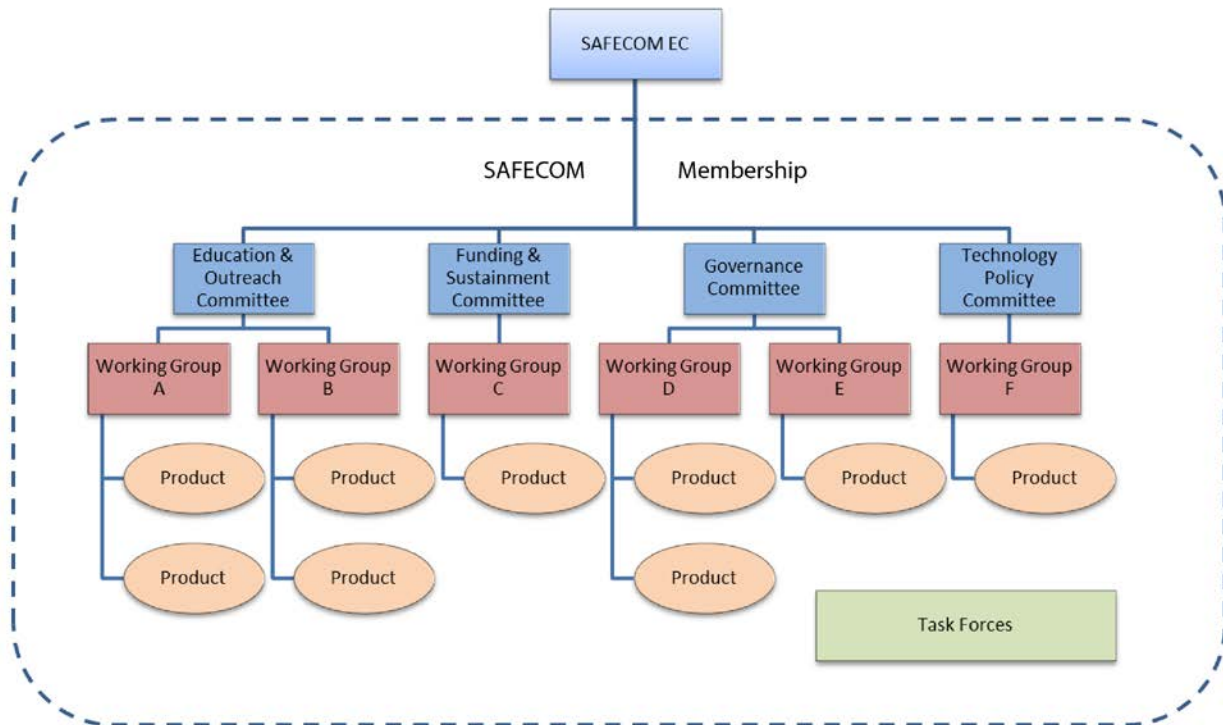 SAFECOM EC
SAFECOM Membership
Education &
Outreach
Committee
Funding &
Sustainment
Committee
Governance
Committee
Technology
Policy
Committee
Working Group
A
Working Group
B
Working Group
C
Working Group
D
Working Group
E
Working Group
F
Product
Product
Product
Product
Product
Product
Product
Product
Product
Task Forces